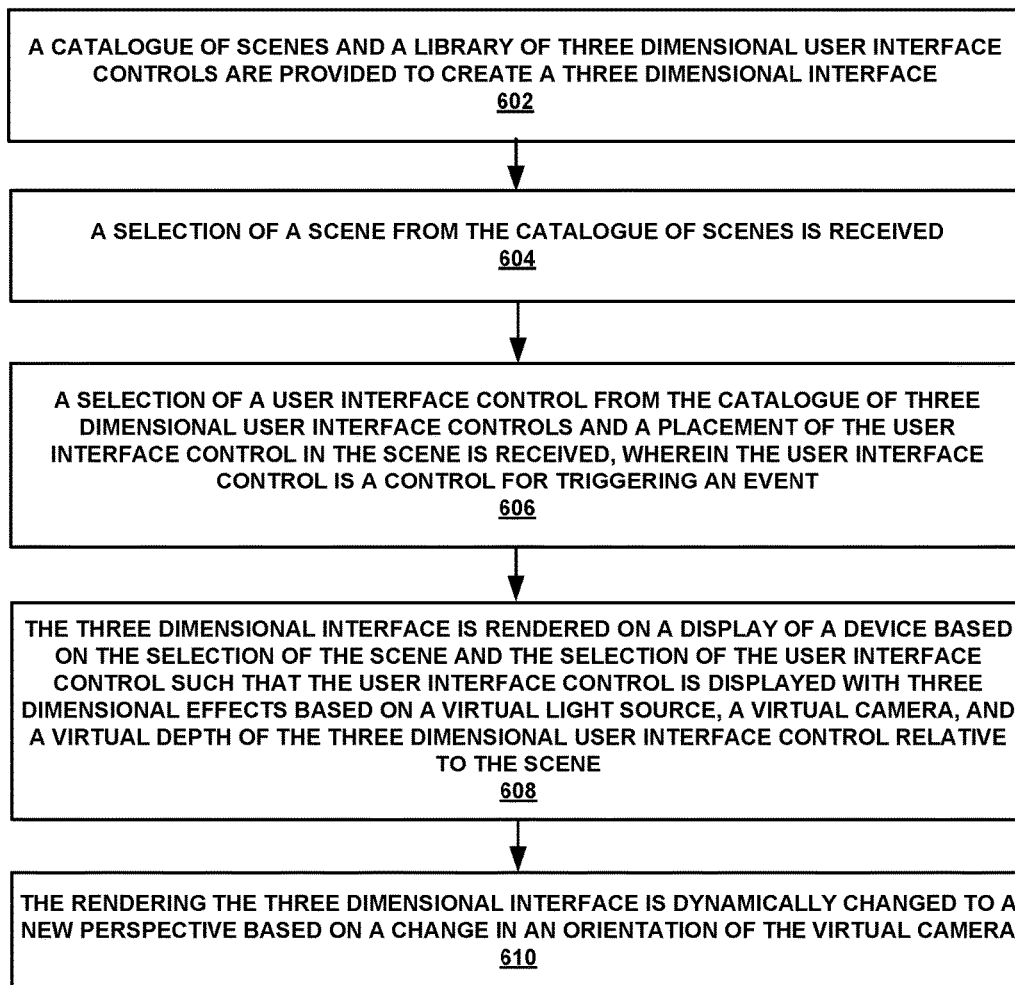 A CATALOGUE OF SCENES AND A LIBRARY OF THREE DIMENSIONAL USER INTERFACE
CONTROLS ARE PROVIDED TO CREATE A THREE DIMENSIONAL INTERFACE
602
A SELECTION OF A SCENE FROM THE CATALOGUE OF SCENES IS RECEIVED
604
A SELECTION OF A USER INTERFACE CONTROL FROM THE CATALOGUE OF THREE
DIMENSIONAL USER INTERFACE CONTROLS AND A PLACEMENT OF THE USER
INTERFACE CONTROL IN THE SCENE IS RECEIVED, WHEREIN THE USER INTERFACE
CONTROL IS A CONTROL FOR TRIGGERING AN EVENT
606
THE THREE DIMENSIONAL INTERFACE IS RENDERED ON A DISPLAY OF A DEVICE BASED
ON THE SELECTION OF THE SCENE AND THE SELECTION OF THE USER INTERFACE
CONTROL SUCH THAT THE USER INTERFACE CONTROL IS DISPLAYED WITH THREE
DIMENSIONAL EFFECTS BASED ON A VIRTUAL LIGHT SOURCE, A VIRTUAL CAMERA, AND
A VIRTUAL DEPTH OF THE THREE DIMENSIONAL USER INTERFACE CONTROL RELATIVE
TO THE SCENE
608
THE RENDERING THE THREE DIMENSIONAL INTERFACE IS DYNAMICALLY CHANGED TO A
NEW PERSPECTIVE BASED ON A CHANGE IN AN ORIENTATION OF THE VIRTUAL CAMERA
610